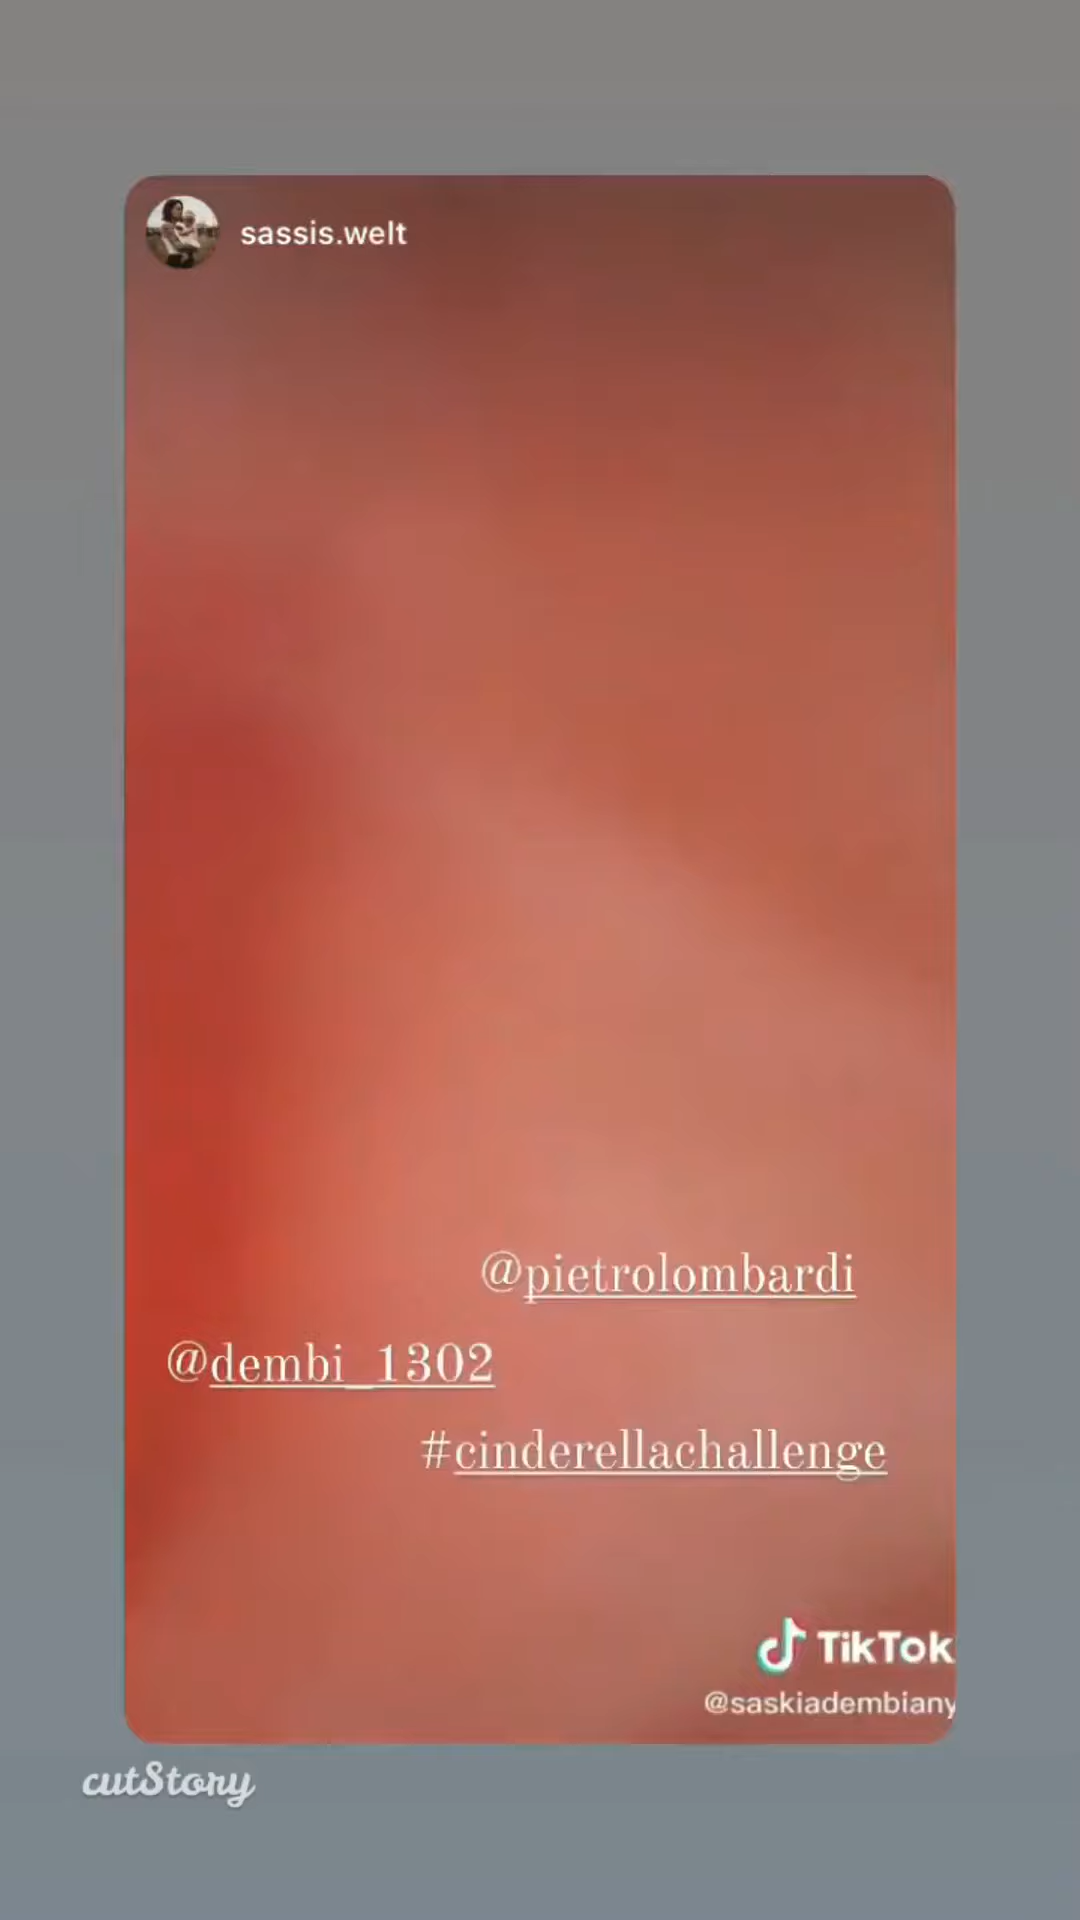 sassis.welt
@pietrolombardi
@dembi_1302
#cinderellachallenge
TikTok
@saskiadembiany
cutStory